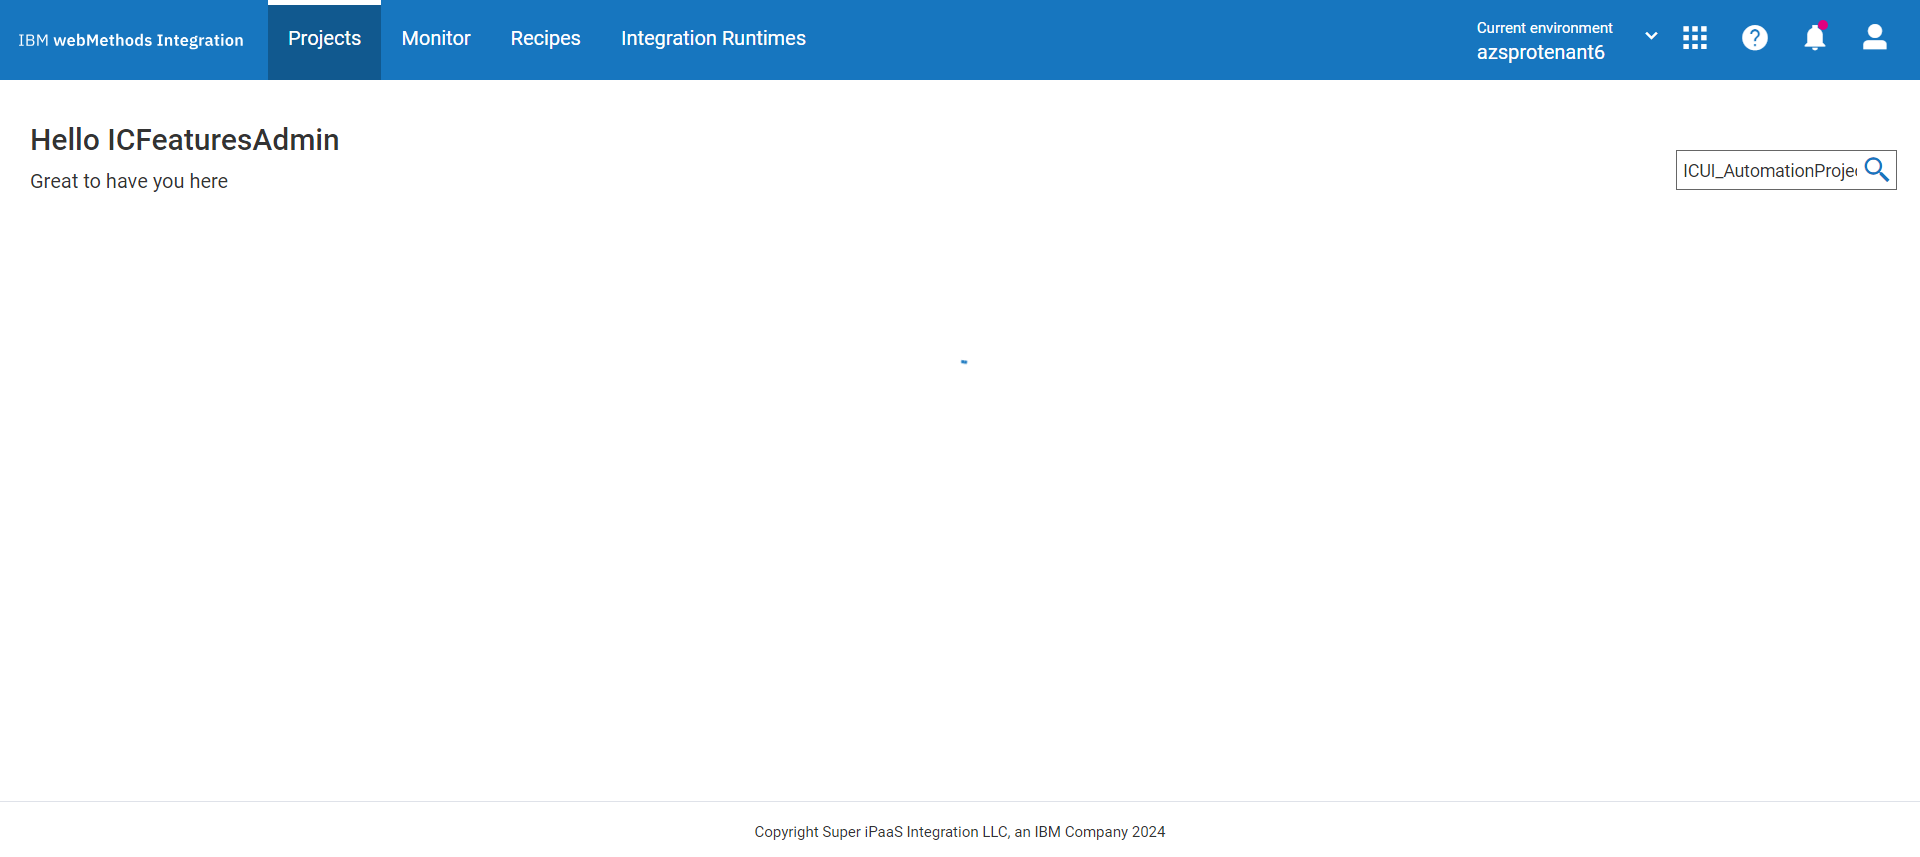 IBM webMethods Integration
Projects
Monitor
Recipes
Integration Runtimes
Current environment
azsprotenant6
Hello ICFeaturesAdmin
Great to have you here
ICUI_AutomationProjec
Copyright Super iPaaS Integration LLC, an IBM Company 2024